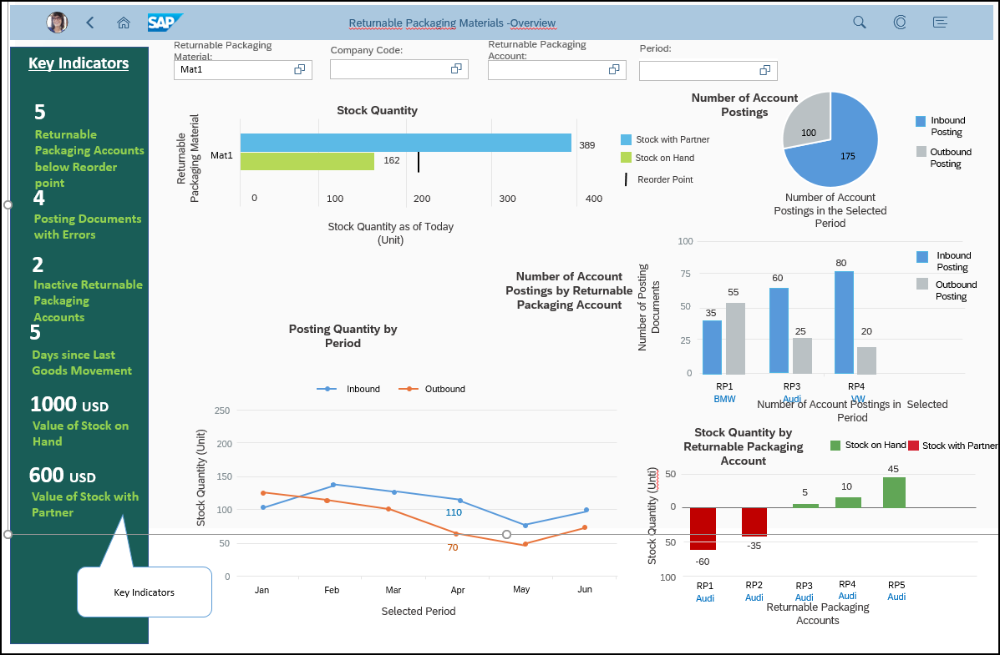 SAP
Returnable Packaging Materials -Overview
Key Indicators
5
Returnable
Packaging Accounts
below Reorder
point
4
Posting Documents
with Errors
2
Inactive Returnable
Packaging
Accounts
5
Days since Last
Goods Movement
1000 USD
Value of Stock on
Hand
600 USD
Value of Stock with
Partner
Key Indicators
Returnable Packaging
Material:
Mat1
Company Code:
Returnable Packaging
Account:
Period:
Stock Quantity
Returnable
Packaging Material
Mat1
389
162
0
100
200
300
400
Stock Quantity as of Today
(Unit)
Stock with Partner
Stock on Hand
Reorder Point
Number of Account
Postings
100
175
Inbound
Posting
Outbound
Posting
Number of Account
Postings in the Selected
Period
Number of Account
Postings by Returnable
Packaging Account
Number of Posting
Documents
100
75
50
25
0
35
55
60
25
80
20
Inbound
Posting
Outbound
Posting
RP1
RP3
RP4
BMW
Audi
VW
Number of Account Postings in Selected
Period
Posting Quantity by
Period
Inbound
Outbound
Stock Quantity (Unit)
250
200
150
100
50
0
110
70
Jan
Feb
Mar
Apr
May
Jun
Selected Period
Stock Quantity by
Returnable Packaging
Account
Stock on Hand
Stock with Partner
Stock Quantity (Unti)
50
0
50
100
-60
-35
5
10
45
RP1
RP2
RP3
RP4
RP5
Audi
Audi
Audi
Audi
Audi
Returnable Packaging
Accounts